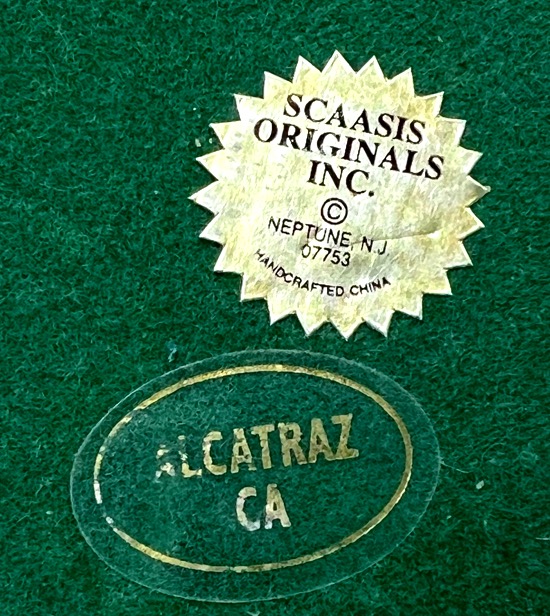 SCAASIS
ORIGINALS
INC.
©
NEPTUNE, N.J.
07753
HANDCRAFTED CHINA
ALCATRAZ
CA